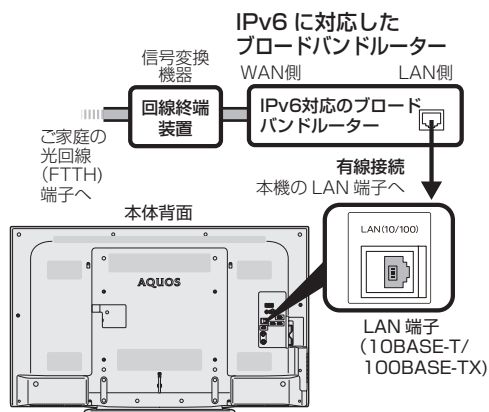 IPv6 に対応した
ブロードバンドルーター
信号変換
機器
WAN側
LAN側
回線終端
装置
IPv6対応のブロード
バンドルーター
ご家庭の
光回線
（FTTH）
端子へ
有線接続
本機の LAN 端子へ
本体背面
LAN(10/100)
AQUOS
LAN 端子
（10BASE-T/
100BASE-TX)